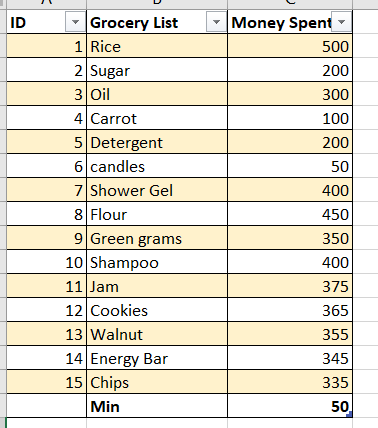 ID Grocery List Money Spent
1 Rice 500
2 Sugar 200
3 Oil 300
4 Carrot 100
5 Detergent 200
6 candles 50
7 Shower Gel 400
8 Flour 450
9 Green grams 350
10 Shampoo 400
11 Jam 375
12 Cookies 365
13 Walnut 355
14 Energy Bar 345
15 Chips 335
Min 50